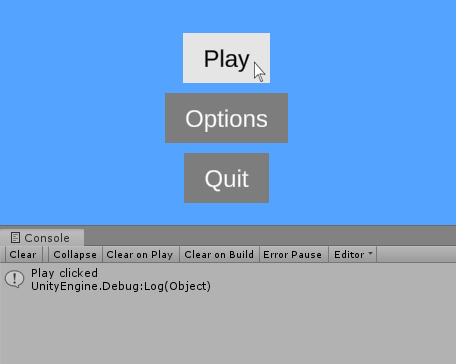 Play
Options
Quit
Console
Clear Collapse Clear on Play Clear on Build Error Pause Editor
Play clicked
UnityEngine.Debug:Log(Object)